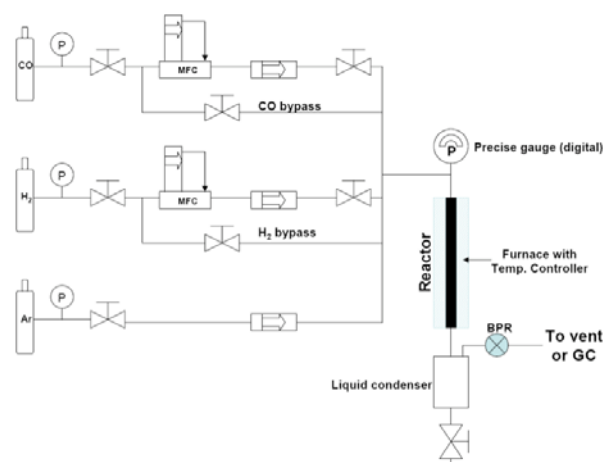 P
CO
MFC
CO bypass
P
Precise gauge (digital)
P
H₂
MFC
H₂ bypass
Reactor
Furnace with
Temp. Controller
P
Ar
BPR
To vent
or GC
Liquid condenser